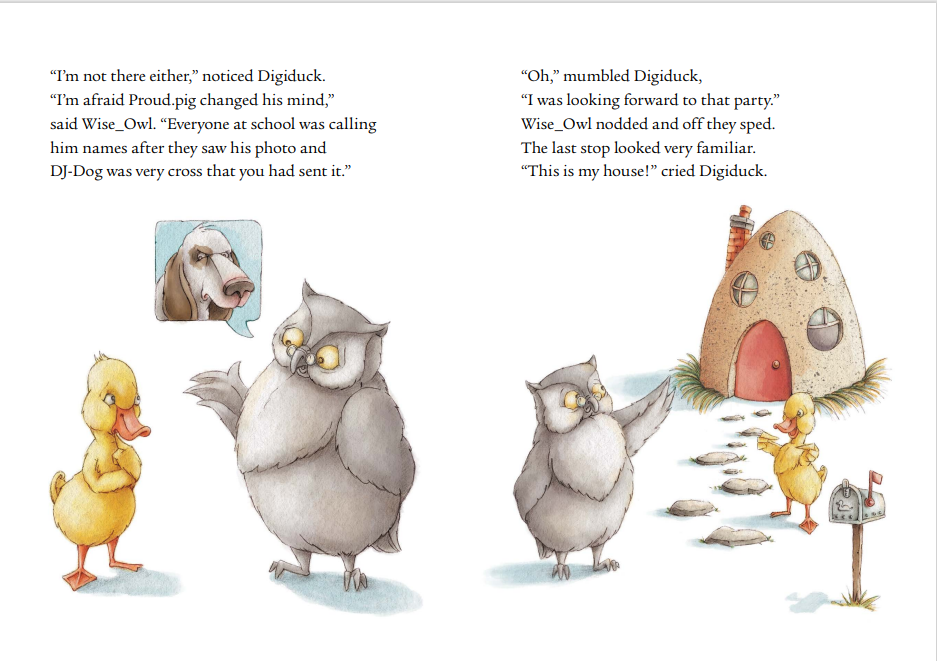 “I’m not there either,” noticed Digiduck.
“I’m afraid Proud.pig changed his mind,”
said Wise_Owl. “Everyone at school was calling
him names after they saw his photo and
DJ-Dog was very cross that you had sent it.”
“Oh,” mumbled Digiduck,
“I was looking forward to that party.”
Wise_Owl nodded and off they sped.
The last stop looked very familiar.
“This is my house!” cried Digiduck.